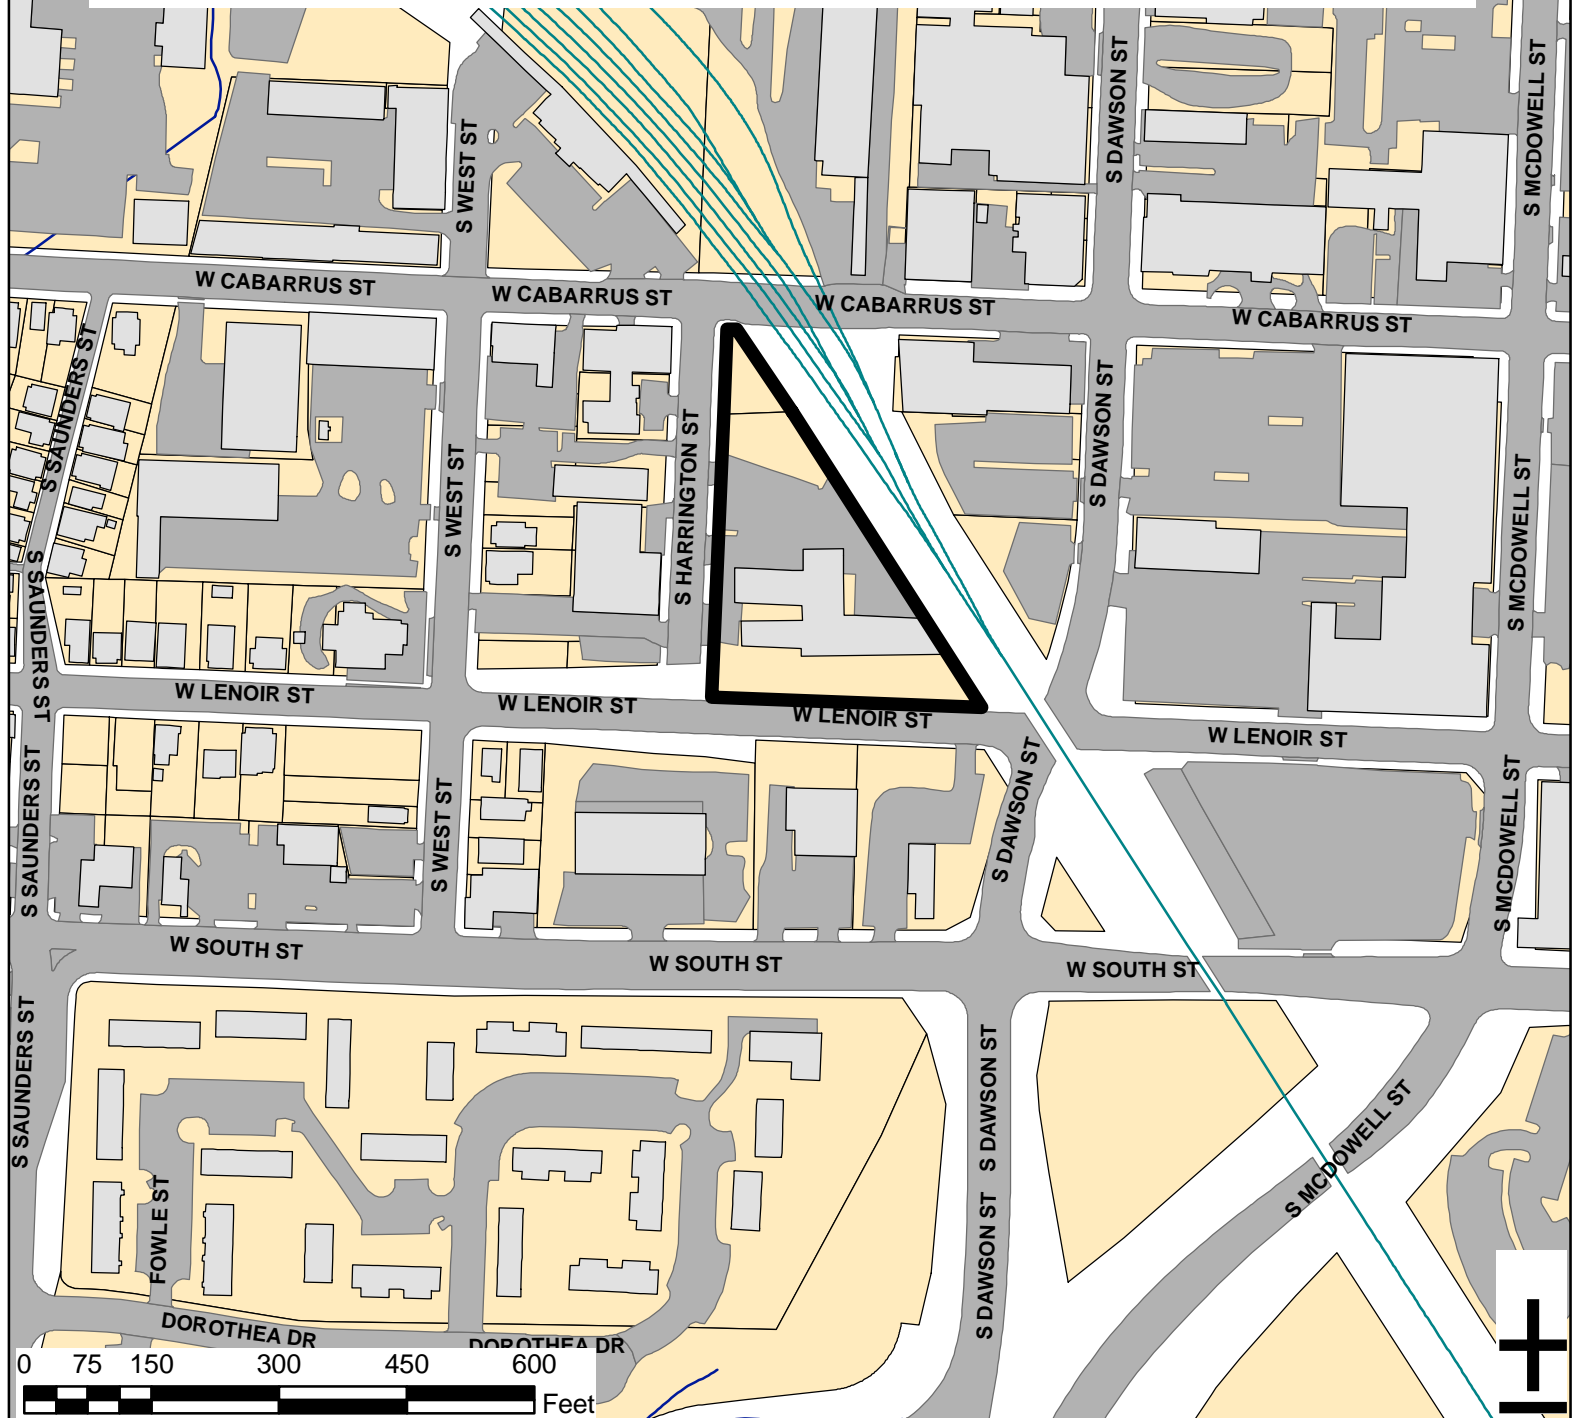 S DAWSON ST
S MCDOWELL ST
S WEST ST
W CABARRUS ST
W CABARRUS ST
W CABARRUS ST
W CABARRUS ST
S SAUNDERS ST
S DAWSON ST
S HARRINGTON ST
S WEST ST
S MCDOWELL ST
S SAUNDERS ST
W LENOIR ST
W LENOIR ST
W LENOIR ST
W LENOIR ST
S SAUNDERS ST
S WEST ST
S DAWSON ST
S MCDOWELL ST
W SOUTH ST
W SOUTH ST
W SOUTH ST
S SAUNDERS ST
S DAWSON ST
S MCDOWELL ST
FOWLE ST
S DAWSON ST
DOROTHEA DR
DOROTHEA DR
0 75 150 300 450 600
Feet